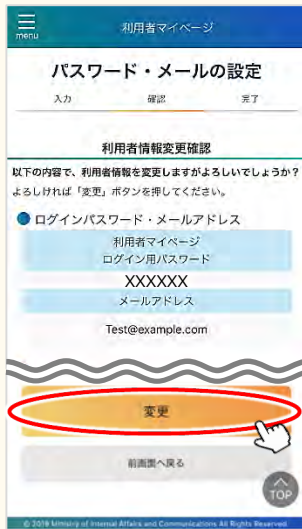 menu
利用者マイページ
パスワード・メールの設定
入力 確認 完了
利用者情報変更確認
以下の内容で、利用者情報を変更しますがよろしいでしょうか？
よろしければ「変更」ボタンを押してください。
ログインパスワード・メールアドレス
利用者マイページ
ログイン用パスワード
XXXXXX
メールアドレス
Test@example.com
変更
前画面へ戻る
TOP
© 2019 Ministry of Internal Affairs and Communications All Rights Reserved.